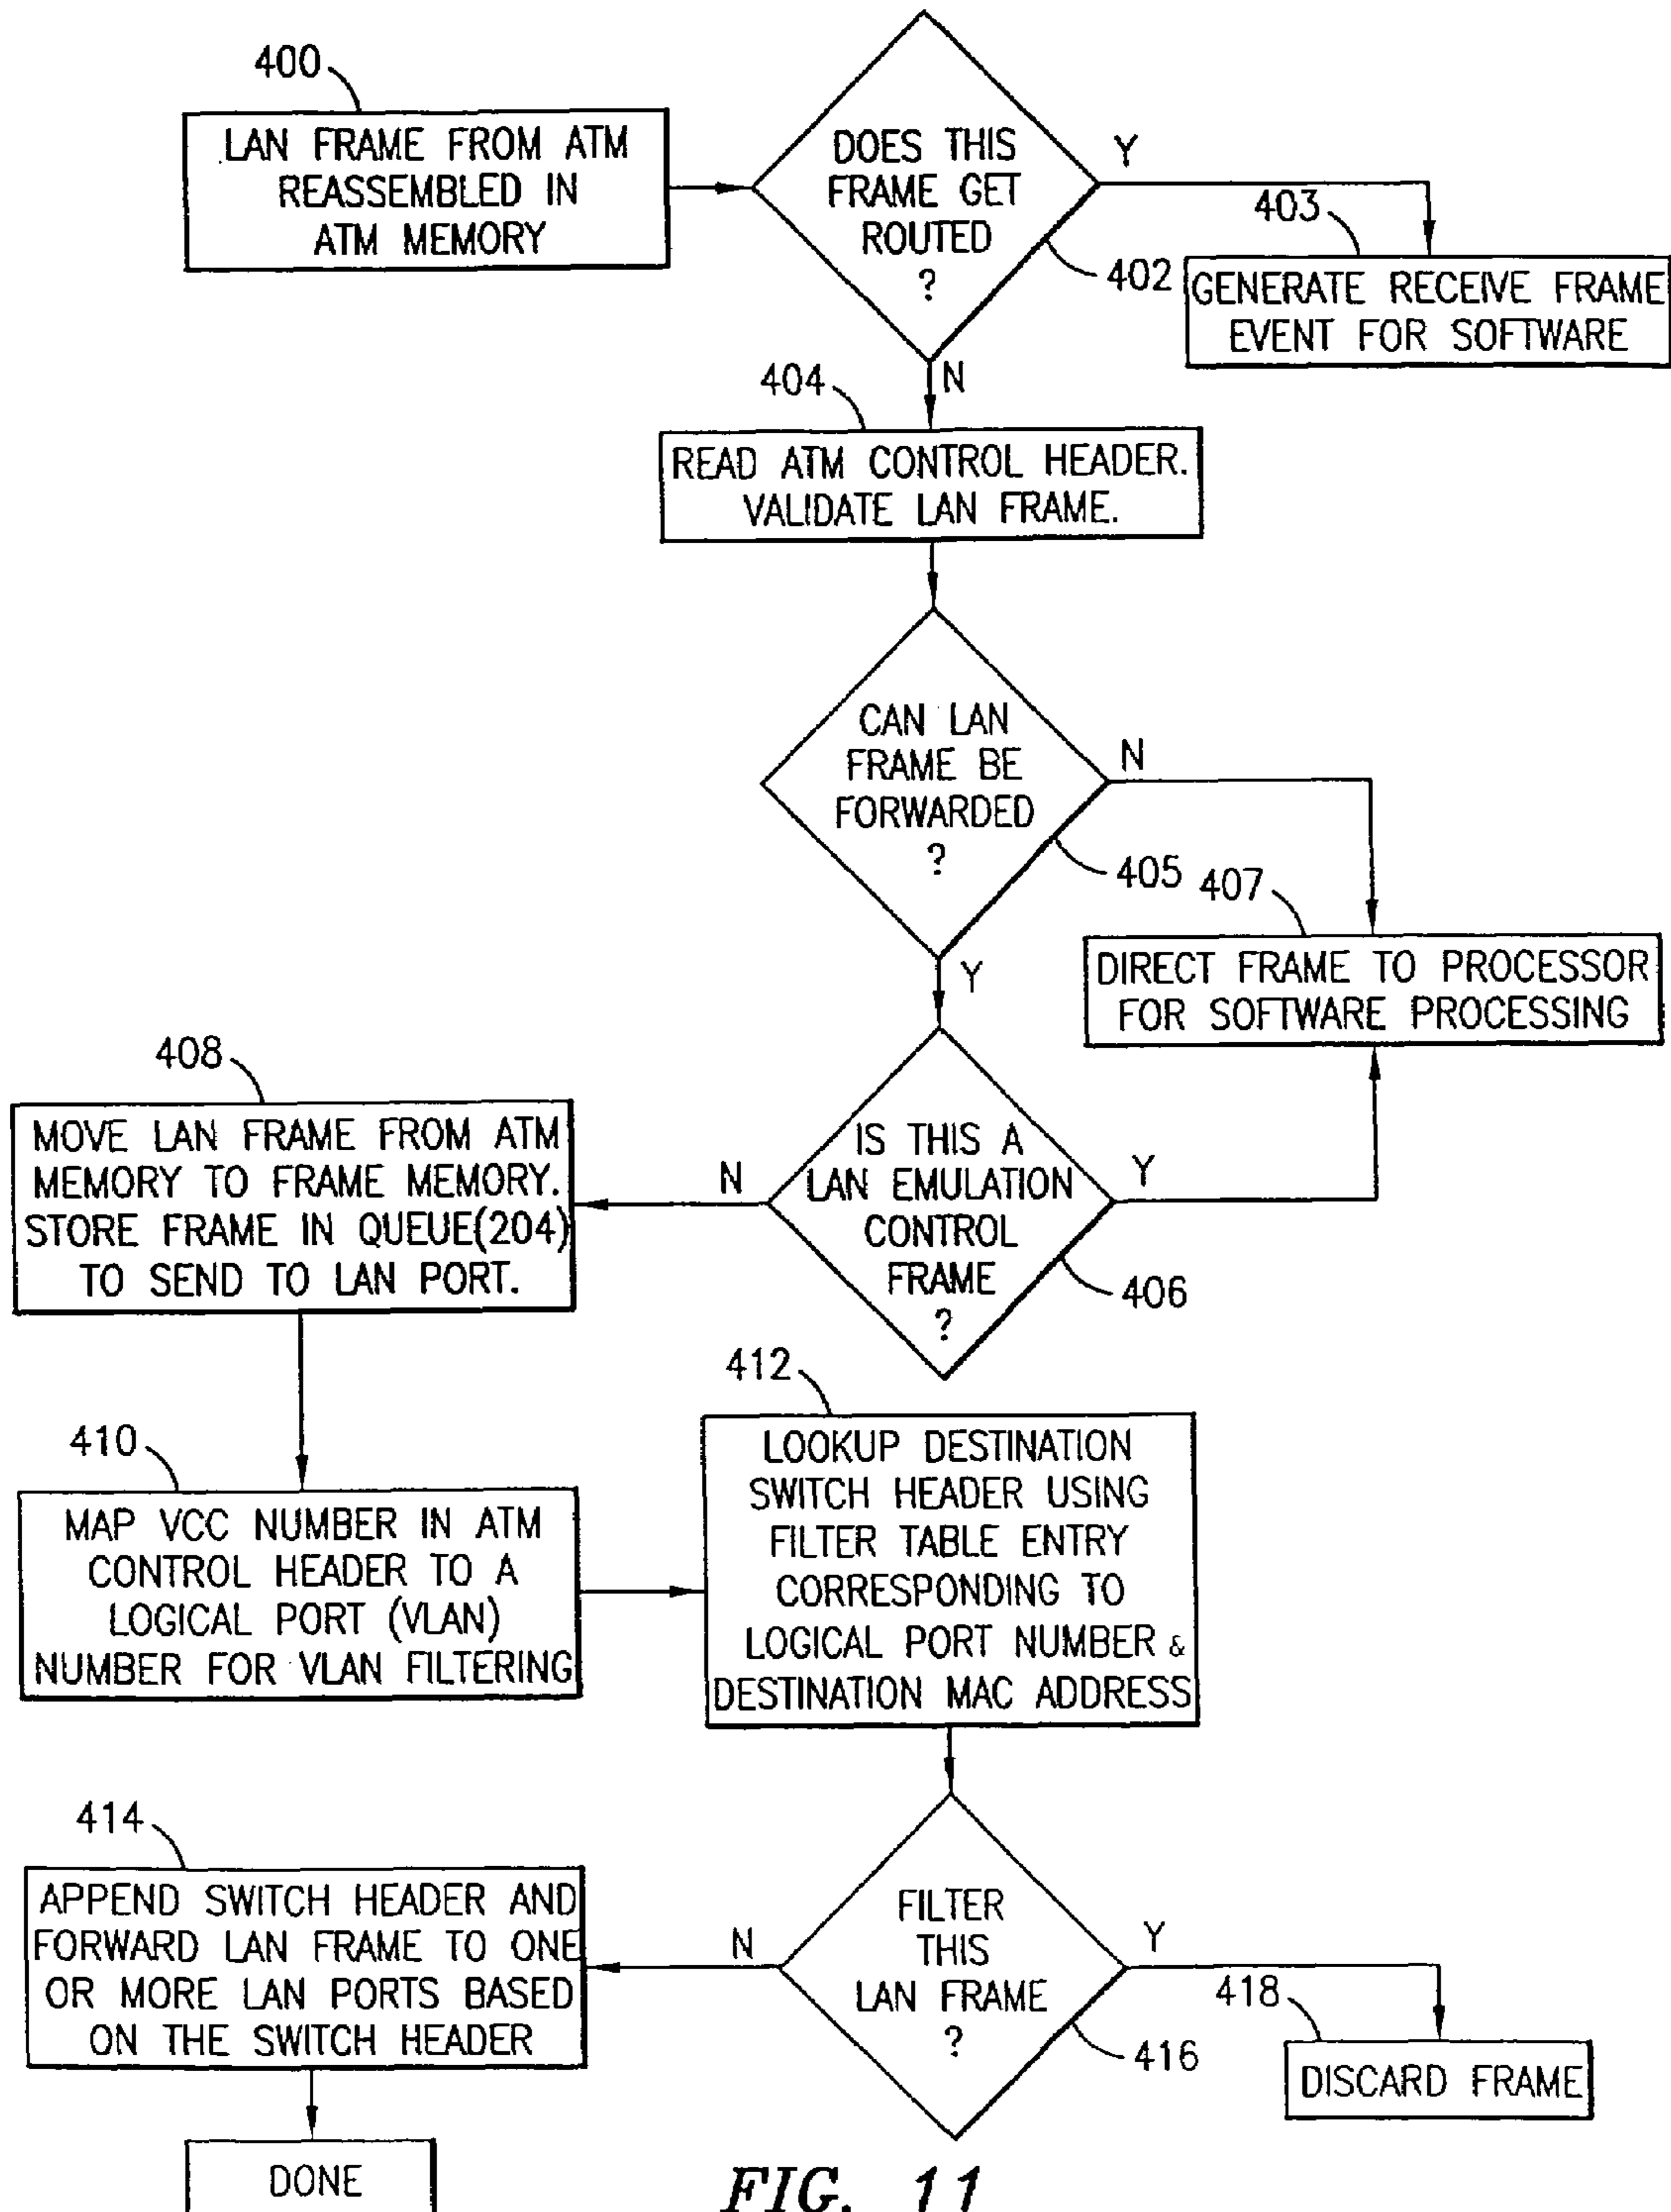 400
LAN FRAME FROM ATM
REASSEMBLED IN
ATM MEMORY
DOES THIS
FRAME GET
ROUTED
?
Y
402
403
GENERATE RECEIVE FRAME
EVENT FOR SOFTWARE
N
404
READ ATM CONTROL HEADER.
VALIDATE LAN FRAME.
CAN LAN
FRAME BE
FORWARDED
?
N
405
407
DIRECT FRAME TO PROCESSOR
FOR SOFTWARE PROCESSING
Y
408
MOVE LAN FRAME FROM ATM
MEMORY TO FRAME MEMORY.
STORE FRAME IN QUEUE(204)
TO SEND TO LAN PORT.
N
IS THIS A
LAN EMULATION
CONTROL
FRAME
?
Y
406
410
MAP VCC NUMBER IN ATM
CONTROL HEADER TO A
LOGICAL PORT (VLAN)
NUMBER FOR VLAN FILTERING
412
LOOKUP DESTINATION
SWITCH HEADER USING
FILTER TABLE ENTRY
CORRESPONDING TO
LOGICAL PORT NUMBER &
DESTINATION MAC ADDRESS
414
APPEND SWITCH HEADER AND
FORWARD LAN FRAME TO ONE
OR MORE LAN PORTS BASED
ON THE SWITCH HEADER
N
FILTER
THIS
LAN FRAME
?
Y
416
418
DISCARD FRAME
DONE
FIG. 11